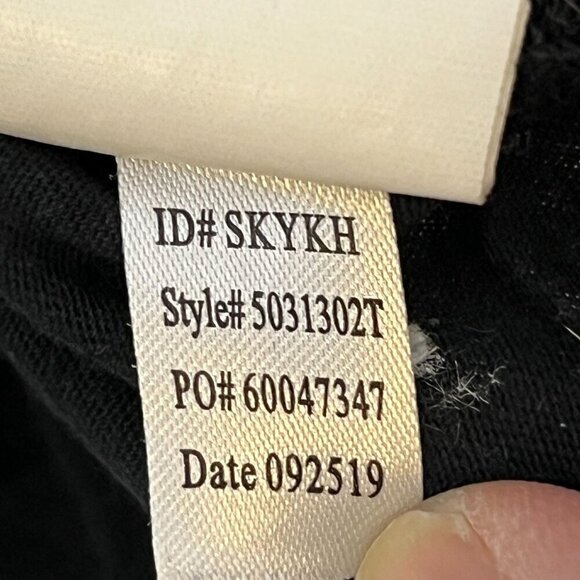 ID# SKYKH
Style# 5031302T
PO# 60047347
Date 092519